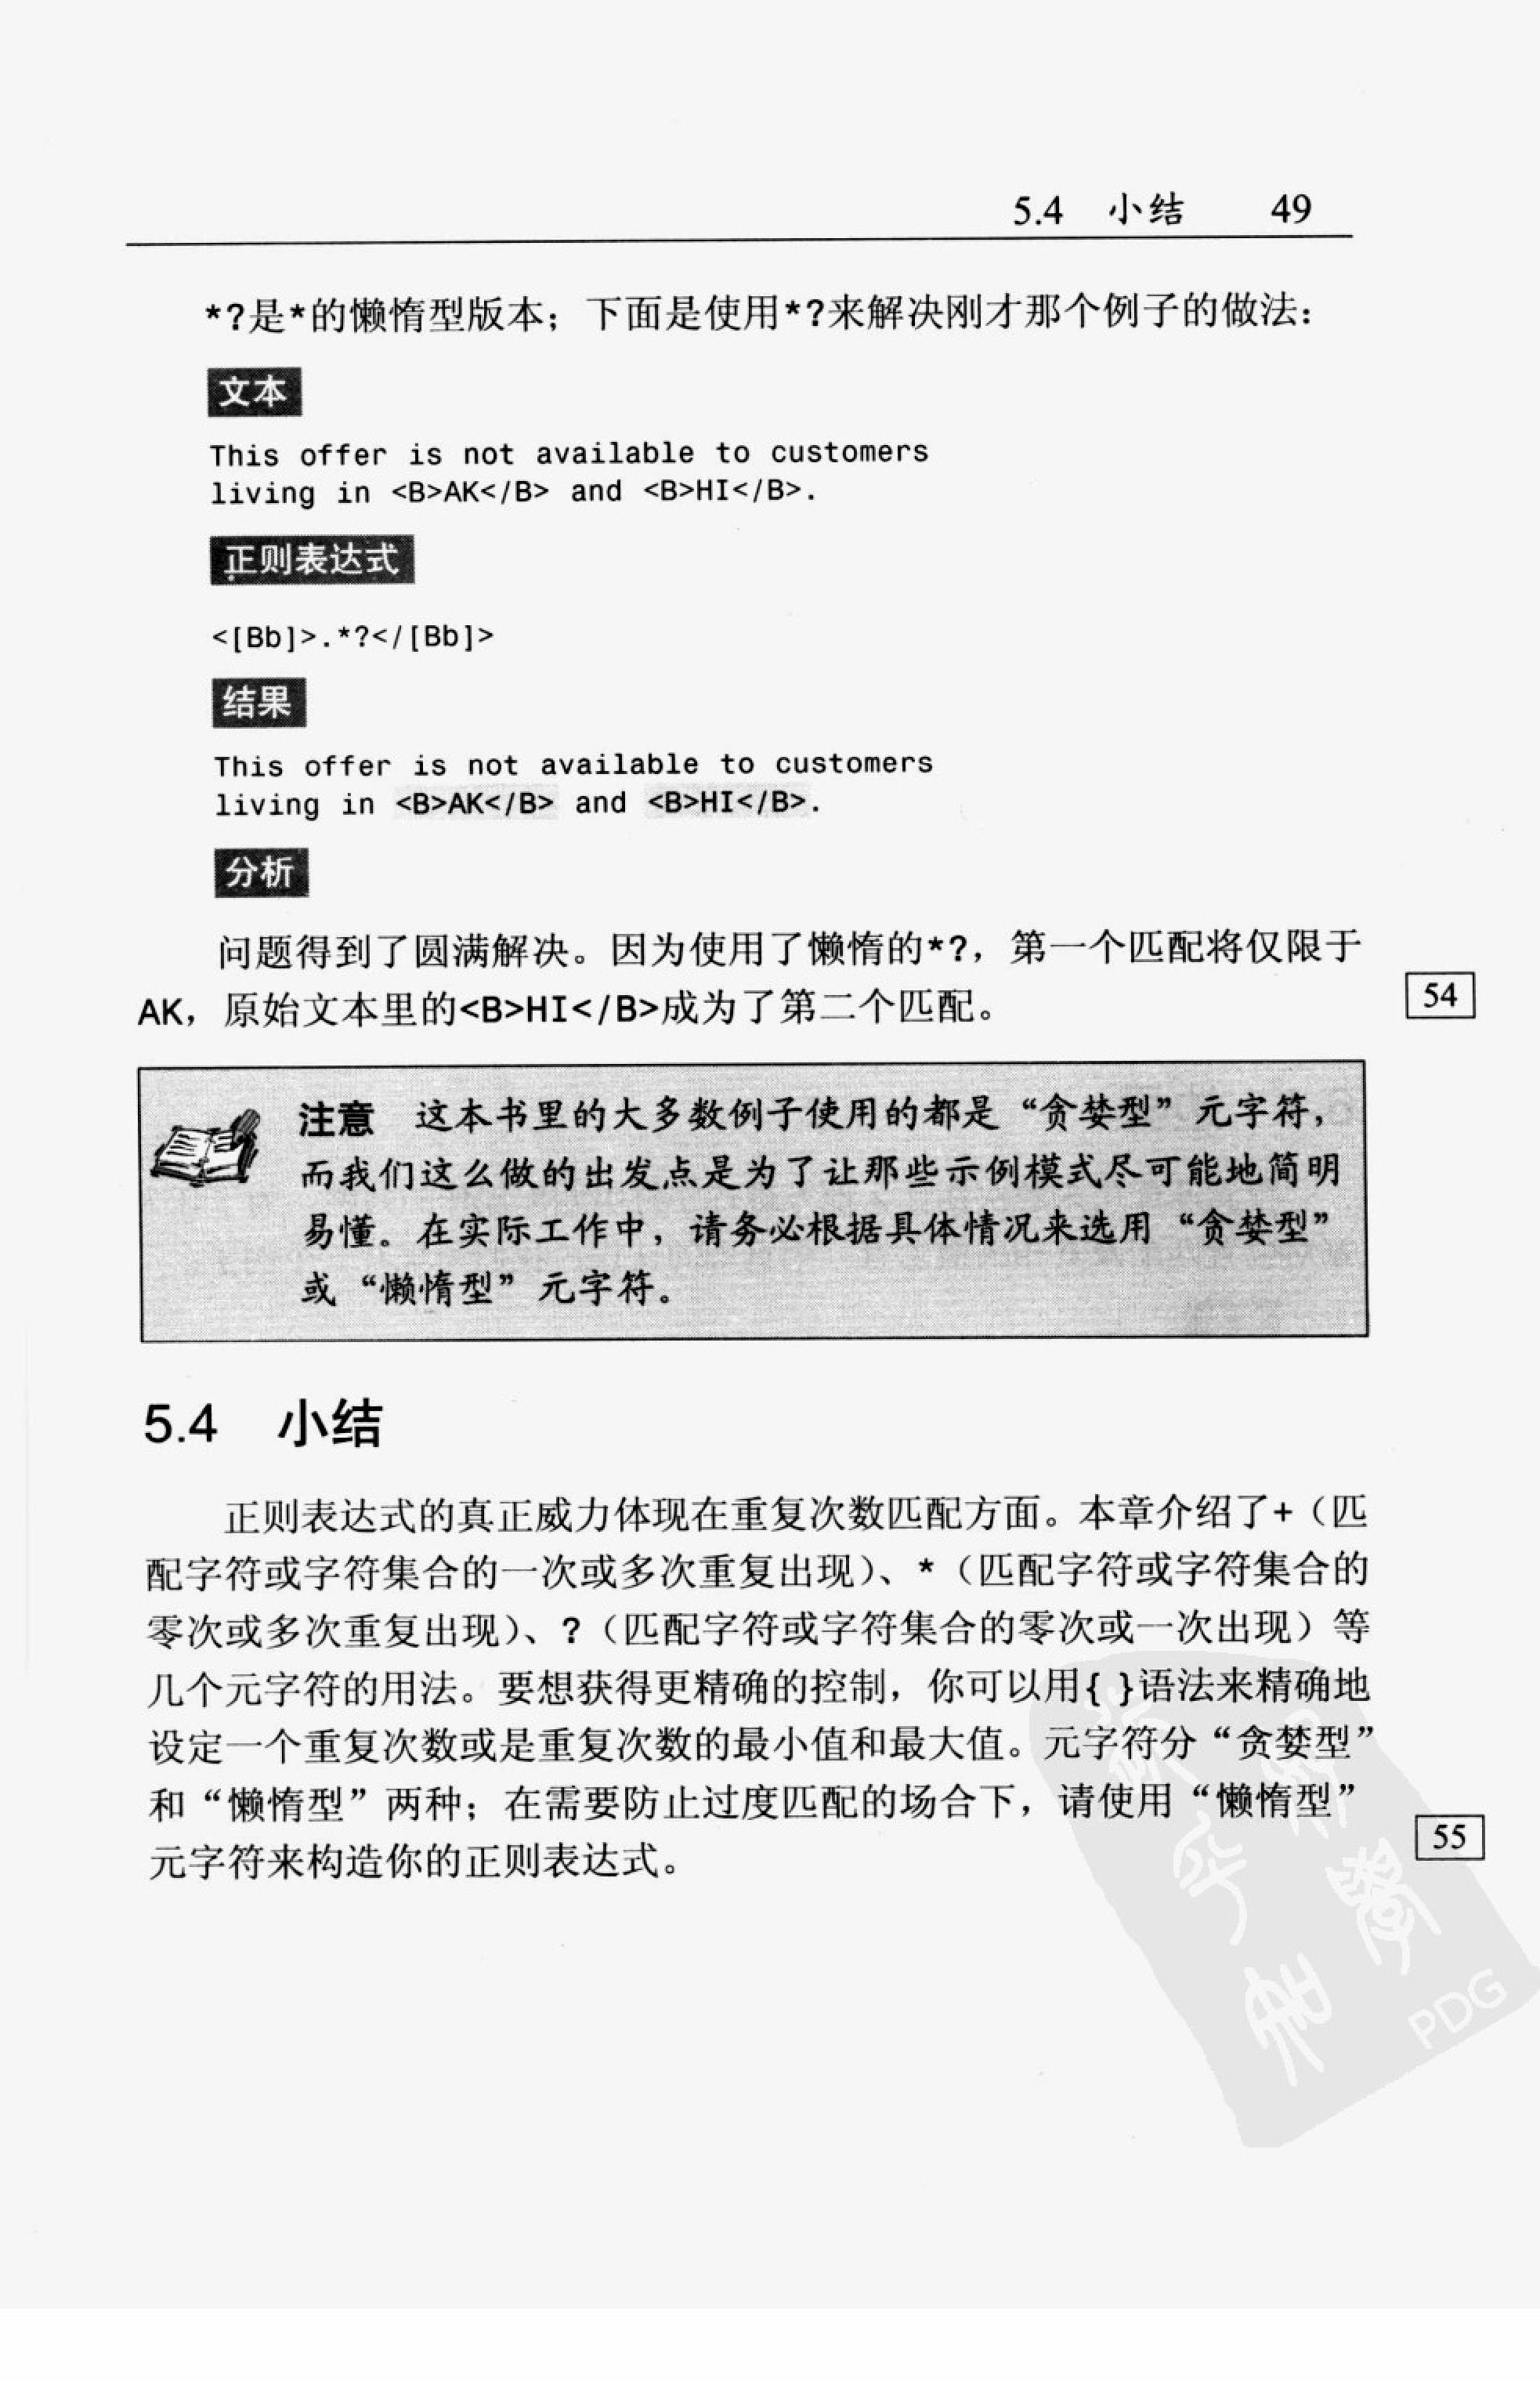 5.4 小结 49
*?是*的懒惰型版本；下面是使用*?来解决刚才那个例子的做法：
文本
This offer is not available to customers
living in <B>AK</B> and <B>HI</B>.
正则表达式
<[Bb]>.*?</[Bb]>
结果
This offer is not available to customers
living in <B>AK</B> and <B>HI</B>.
分析
问题得到了圆满解决。因为使用了懒惰的*?，第一个匹配将仅限于
AK，原始文本里的<B>HI</B>成为了第二个匹配。
54
注意 这本书里的大多数例子使用的都是“贪婪型”元字符，
而我们这么做的出发点是为了让那些示例模式尽可能地简明
易懂。在实际工作中，请务必根据具体情况来选用“贪婪型”
或“懒惰型”元字符。
5.4 小结
正则表达式的真正威力体现在重复次数匹配方面。本章介绍了+（匹
配字符或字符集合的一次或多次重复出现）、*（匹配字符或字符集合的
零次或多次重复出现）、?（匹配字符或字符集合的零次或一次出现）等
几个元字符的用法。要想获得更精确的控制，你可以用{ }语法来精确地
设定一个重复次数或是重复次数的最小值和最大值。元字符分“贪婪型”
和“懒惰型”两种；在需要防止过度匹配的场合下，请使用“懒惰型”
元字符来构造你的正则表达式。
55
PDG